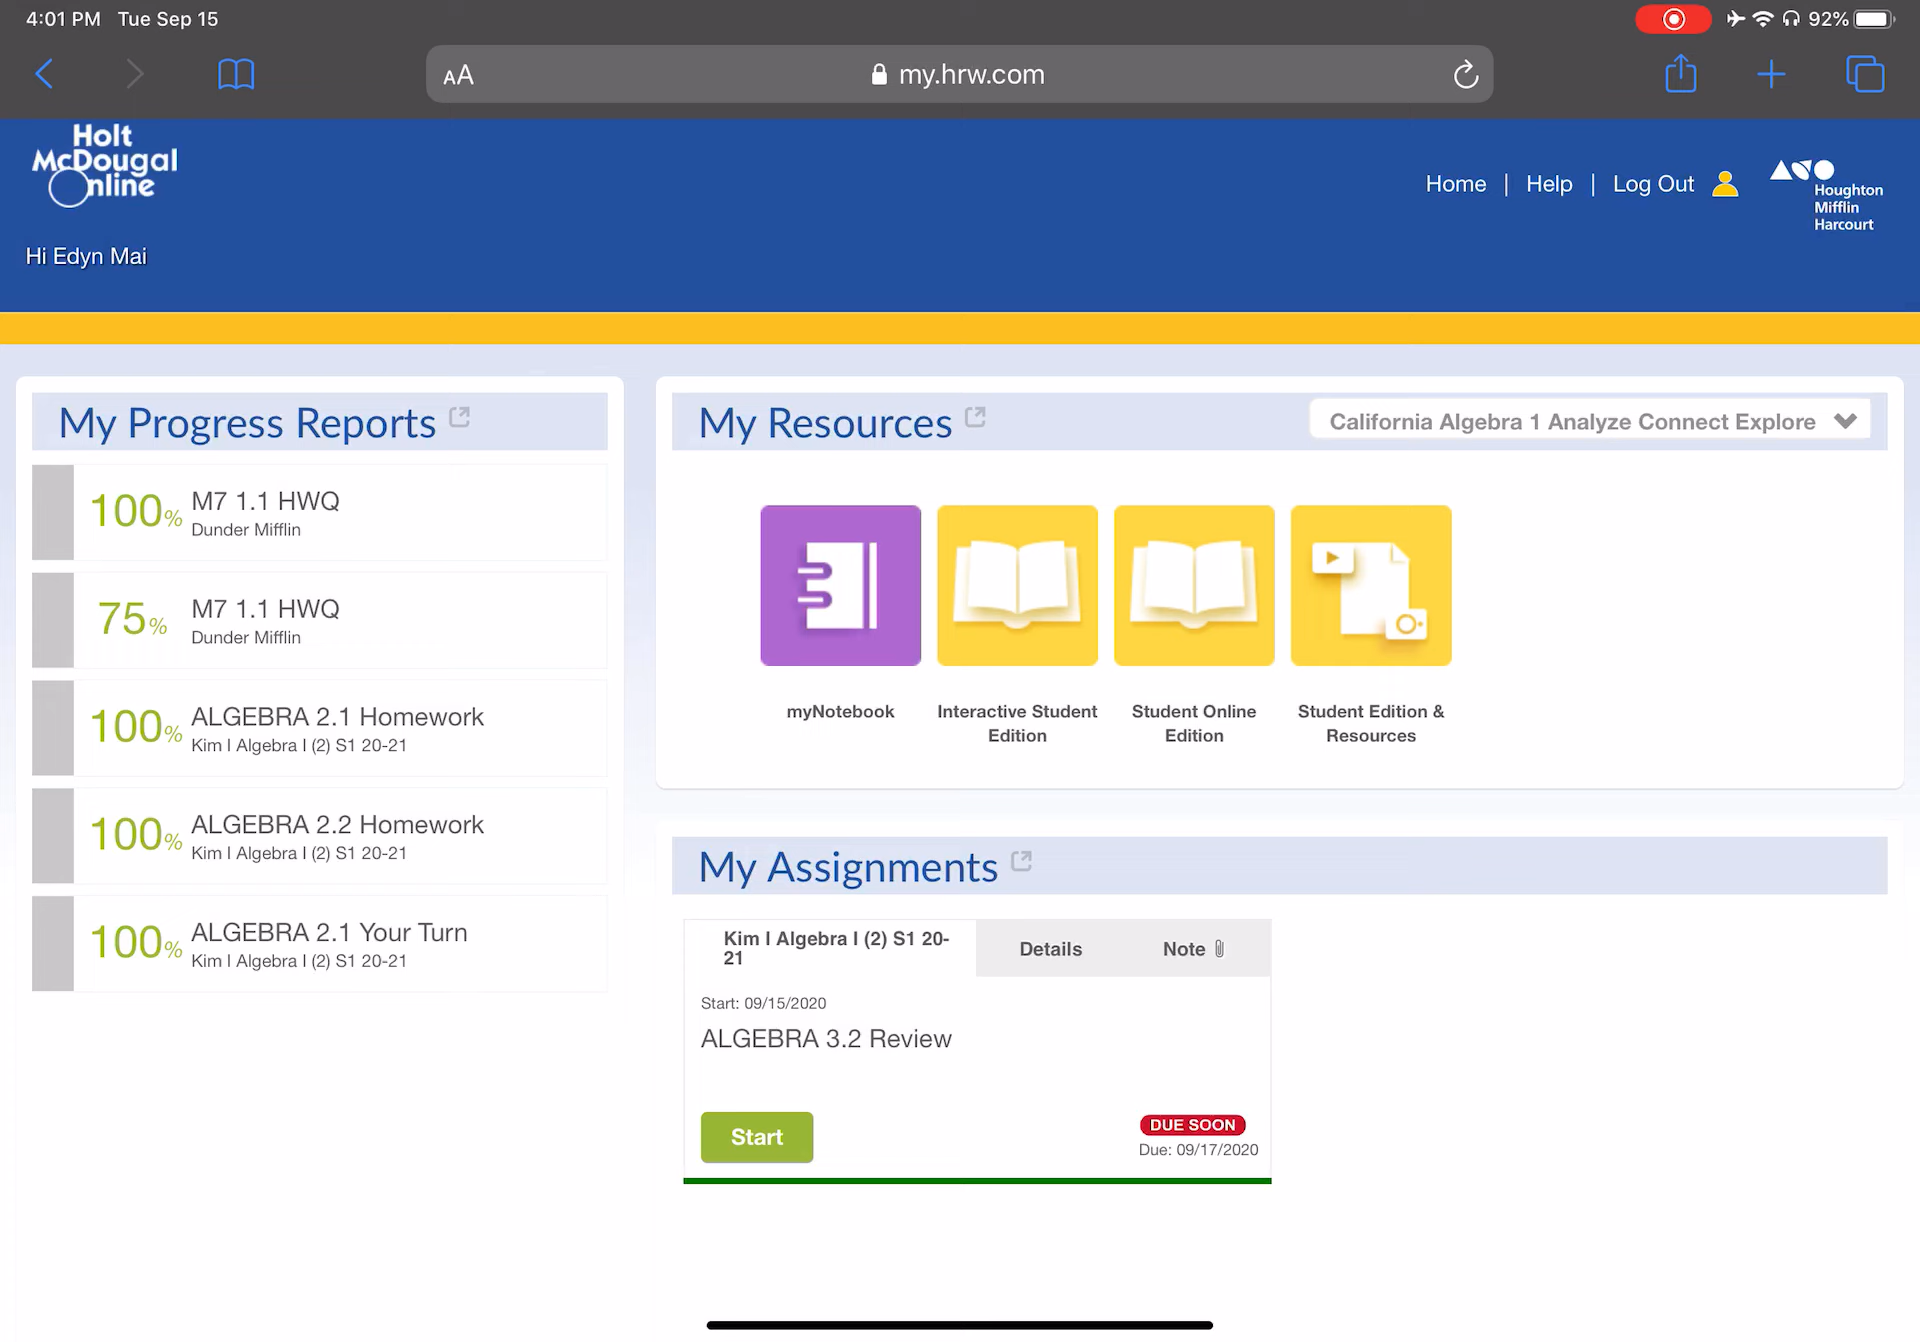 4:01 PM Tue Sep 15
92%
AA
my.hrw.com
Holt
McDougal
Online
Home | Help | Log Out
Houghton
Mifflin
Harcourt
Hi Edyn Mai
My Progress Reports
100% M7 1.1 HWQ
Dunder Mifflin
75% M7 1.1 HWQ
Dunder Mifflin
100% ALGEBRA 2.1 Homework
Kim I Algebra I (2) S1 20-21
100% ALGEBRA 2.2 Homework
Kim I Algebra I (2) S1 20-21
100% ALGEBRA 2.1 Your Turn
Kim I Algebra I (2) S1 20-21
My Resources
California Algebra 1 Analyze Connect Explore
myNotebook
Interactive Student
Edition
Student Online
Edition
Student Edition &
Resources
My Assignments
Kim I Algebra I (2) S1 20-
21
Details
Note
Start: 09/15/2020
ALGEBRA 3.2 Review
Start
DUE SOON
Due: 09/17/2020